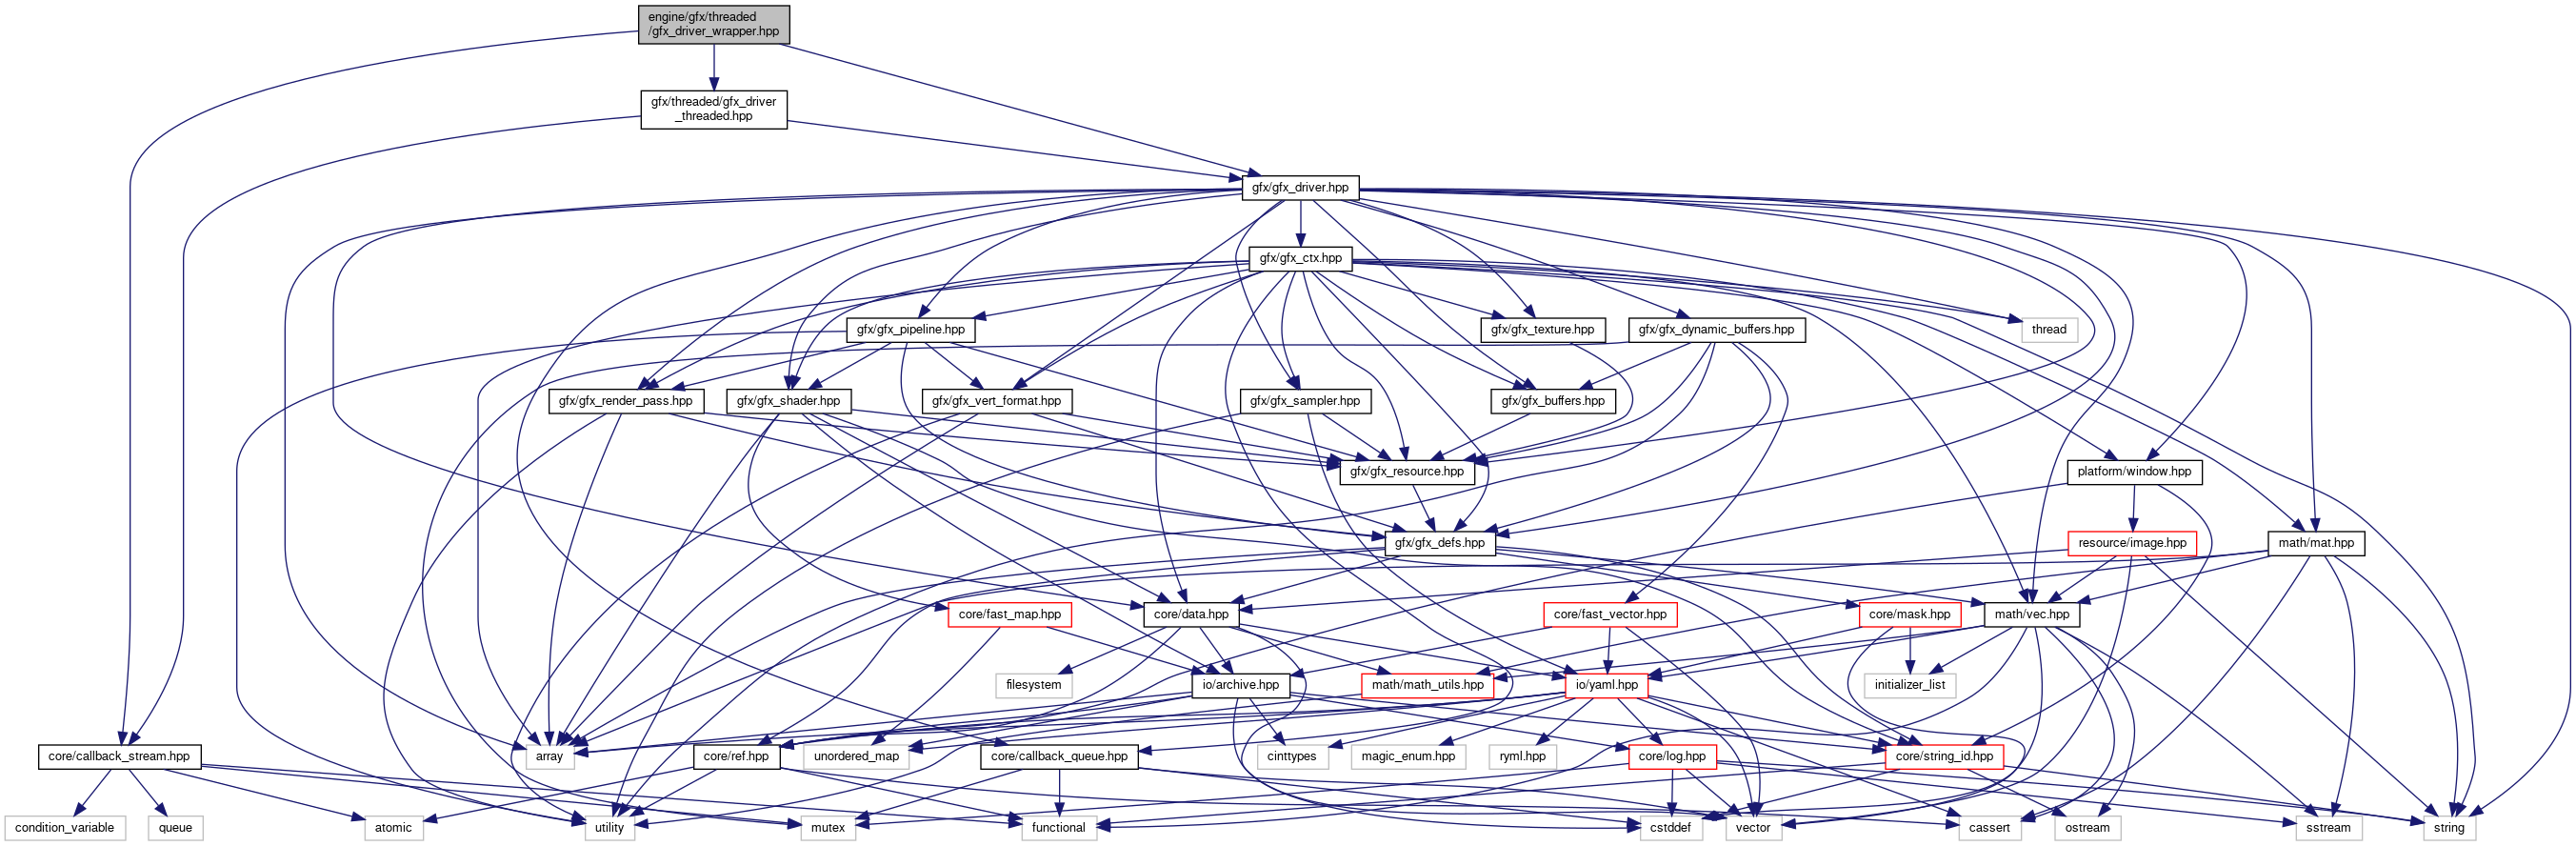 engine/gfx/threaded
/gfx_driver_wrapper.hpp
gfx/threaded/gfx_driver
_threaded.hpp
gfx/gfx_driver.hpp
gfx/gfx_ctx.hpp
gfx/gfx_pipeline.hpp
gfx/gfx_texture.hpp
gfx/gfx_dynamic_buffers.hpp
thread
gfx/gfx_render_pass.hpp
gfx/gfx_shader.hpp
gfx/gfx_vert_format.hpp
gfx/gfx_sampler.hpp
gfx/gfx_buffers.hpp
gfx/gfx_resource.hpp
platform/window.hpp
gfx/gfx_defs.hpp
resource/image.hpp
math/mat.hpp
core/fast_map.hpp
core/data.hpp
core/fast_vector.hpp
core/mask.hpp
math/vec.hpp
filesystem
io/archive.hpp
math/math_utils.hpp
io/yaml.hpp
initializer_list
core/callback_stream.hpp
array
core/ref.hpp
unordered_map
core/callback_queue.hpp
cinttypes
magic_enum.hpp
ryml.hpp
core/log.hpp
core/string_id.hpp
condition_variable
queue
atomic
utility
mutex
functional
cstddef
vector
cassert
ostream
sstream
string